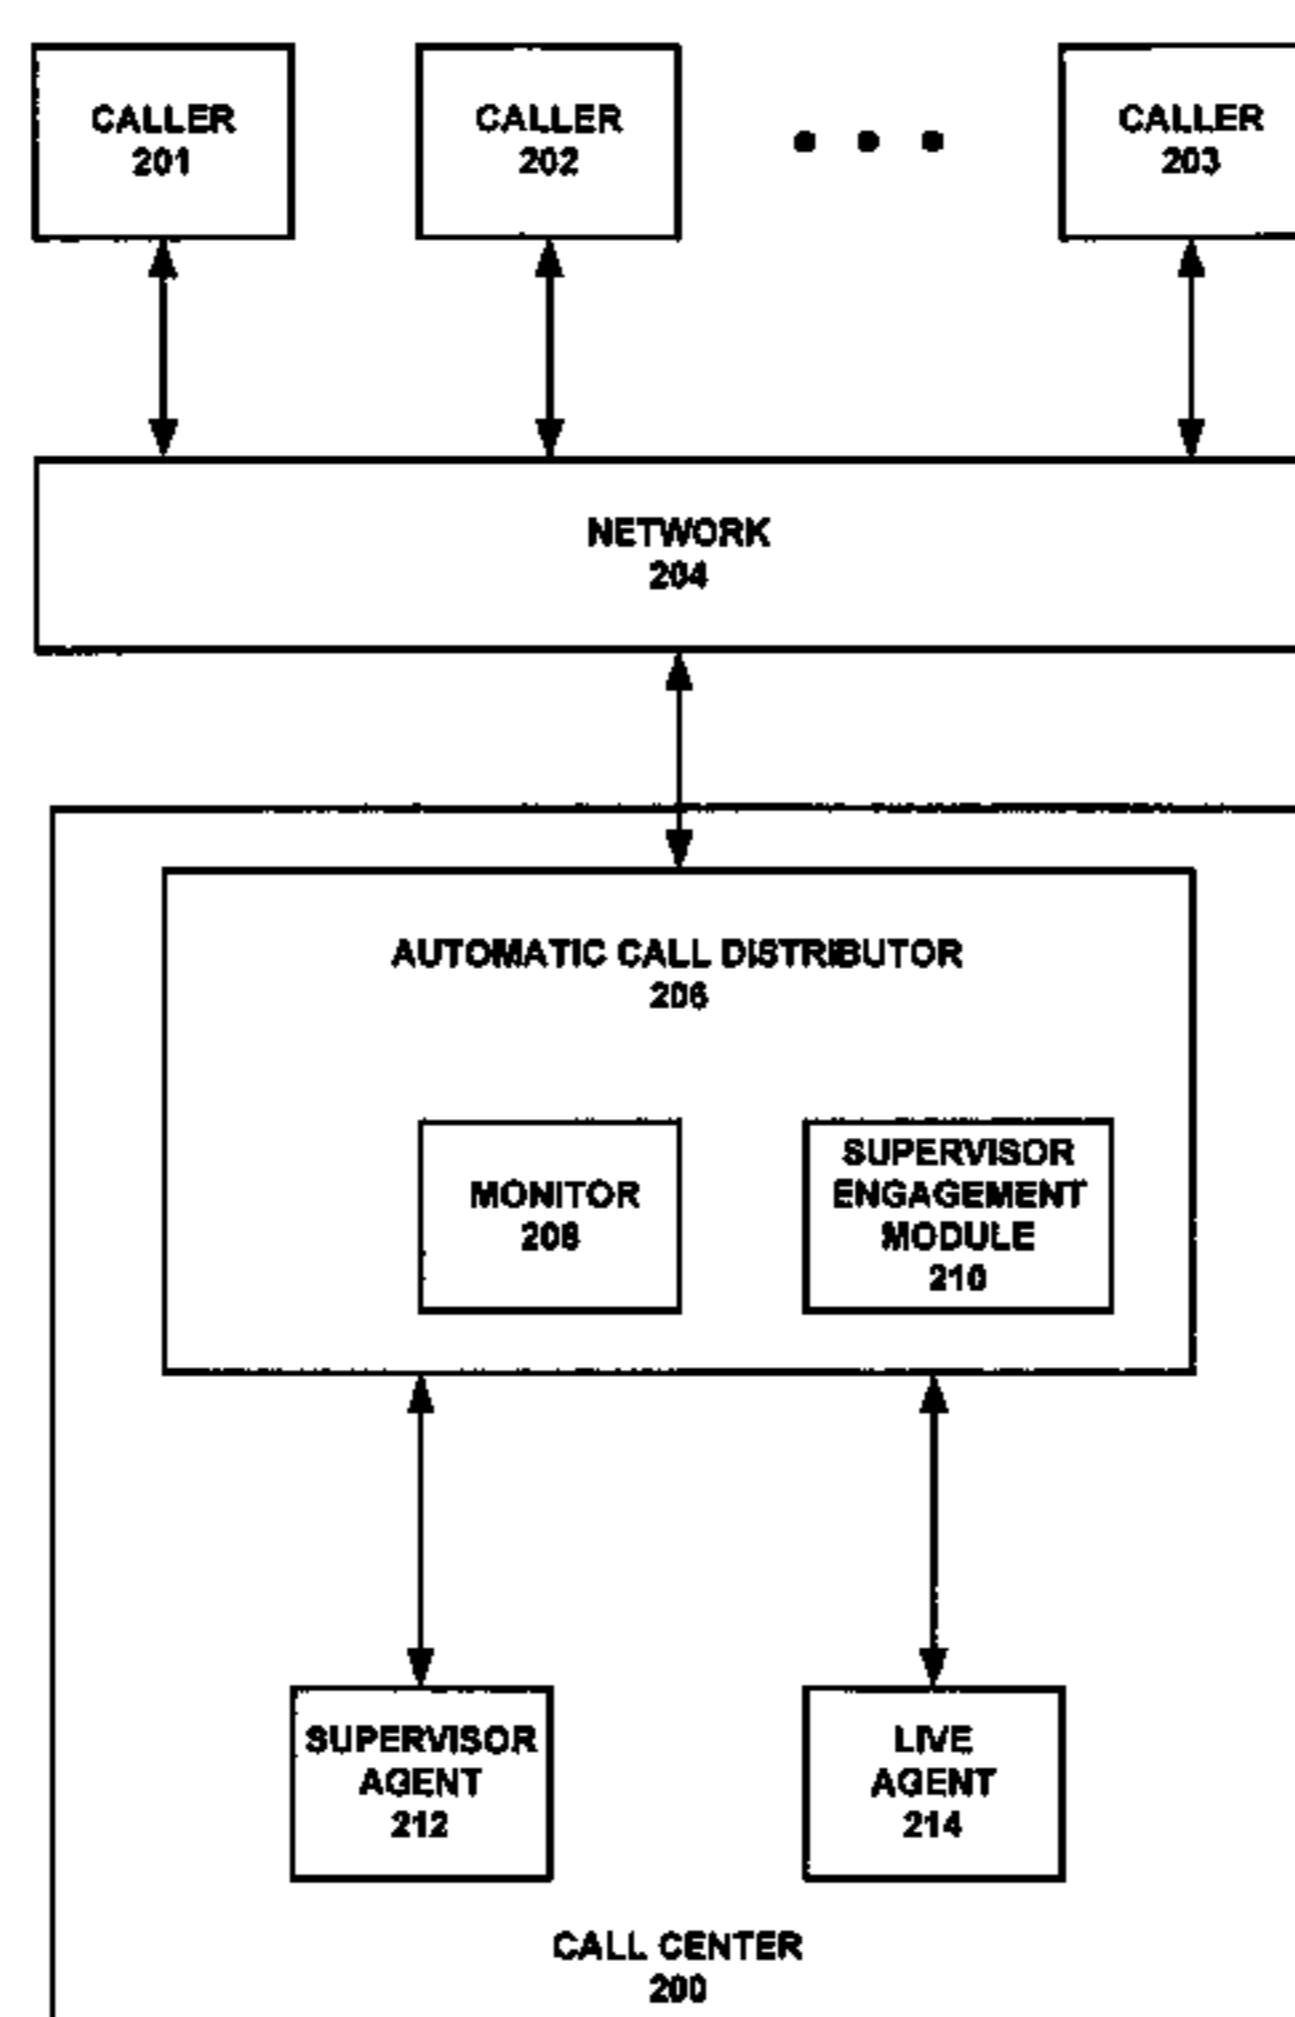 CALLER
201
CALLER
202
CALLER
203
NETWORK
204
AUTOMATIC CALL DISTRIBUTOR
206
MONITOR
208
SUPERVISOR
ENGAGEMENT
MODULE
210
SUPERVISOR
AGENT
212
LIVE
AGENT
214
CALL CENTER
200